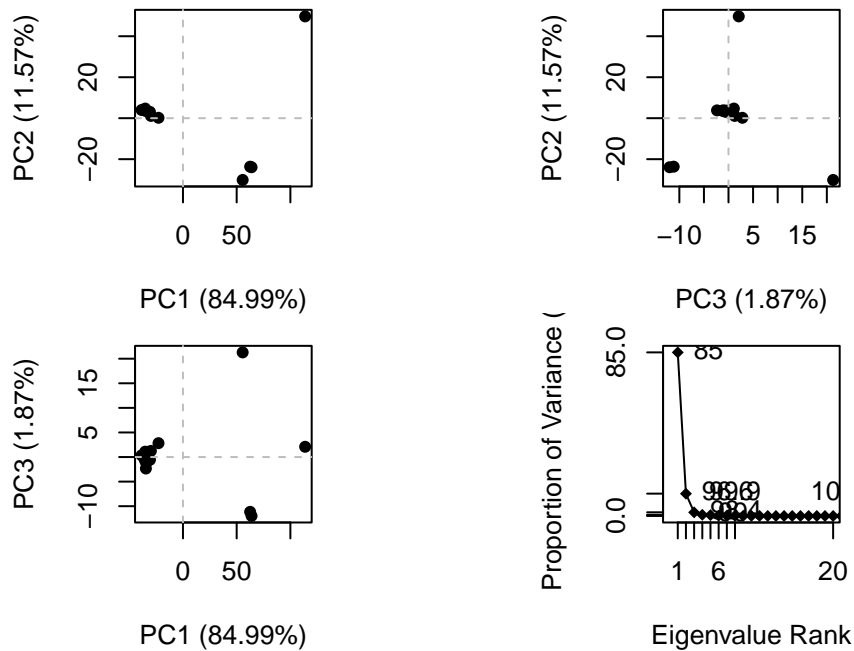 PC2 (11.57%)
20
−20
0 50
PC1 (84.99%)
PC2 (11.57%)
20
−20
−10 5 15
PC3 (1.87%)
PC3 (1.87%)
15
5
−10
0 50
PC1 (84.99%)
Proportion of Variance (
85.0
0.0
85
10
1 6 20
Eigenvalue Rank